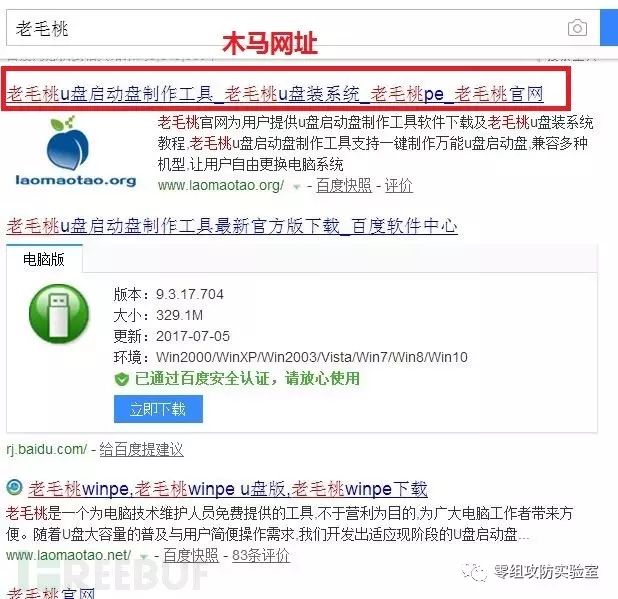 老毛桃
木马网址
老毛桃u盘启动盘制作工具_老毛桃u盘装系统_老毛桃pe_老毛桃官网
老毛桃官网为用户提供u盘启动盘制作工具软件下载及老毛桃u盘装系统
教程,老毛桃u盘启动盘制作工具支持一键制作万能u盘启动盘,兼容多种
机型,让用户自由更换电脑系统
laomaotao.org
www.laomaotao.org/ - 百度快照 - 评价
老毛桃u盘启动盘制作工具最新官方版下载_百度软件中心
电脑版
版本：9.3.17.704
大小：329.1M
更新：2017-07-05
环境：Win2000/WinXP/Win2003/Vista/Win7/Win8/Win10
已通过百度安全认证，请放心使用
立即下载
rj.baidu.com/ - 给百度提建议
老毛桃winpe,老毛桃winpe u盘版,老毛桃winpe下载
老毛桃是一个为电脑技术维护人员免费提供的工具,不于营利为目的,为广大电脑工作者带来方
便。随着U盘大容量的普及与用户简便操作需求,我们开发出适应现阶段的U盘启动盘...
www.laomaotao.net/ - 百度快照 - 83条评价
FREEBUF
零组攻防实验室
老毛桃官网